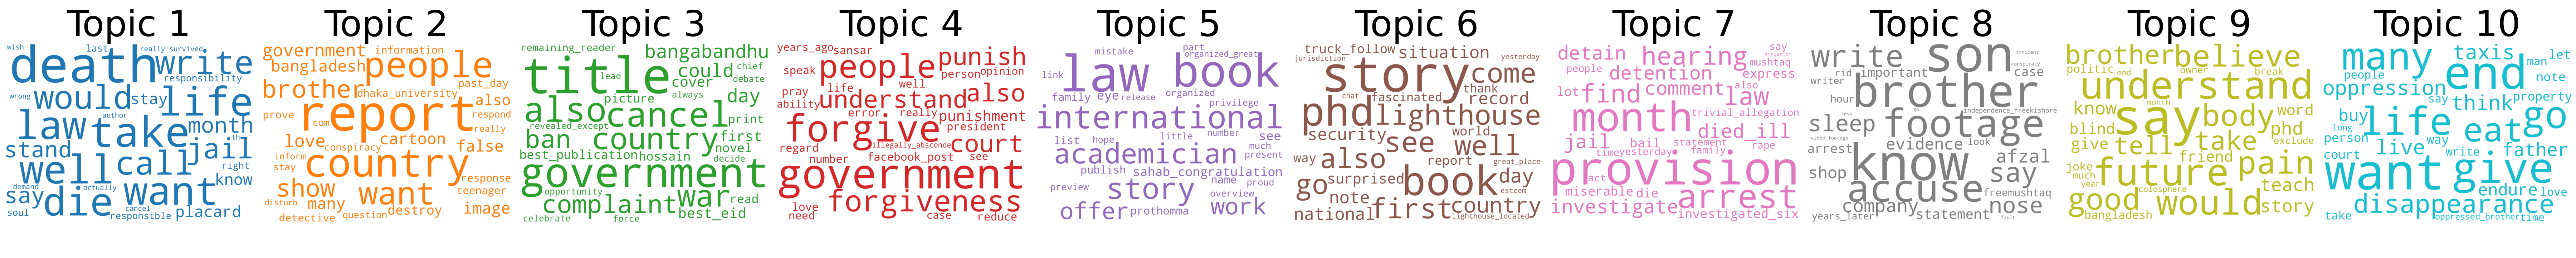 Topic 1
wish last really_survived
death write
responsibility
wrong would stay life
author
law take month
i th
stand well call jail
right
demand actually want know
say die
cancel
soul responsible placard
Topic 2
government information
bangladesh people
brother dhaka_university past_day
also
prove report respond
com really
love cartoon false
conspiracy
inform country
stay response
show want teenager
disturb many destroy image
detective question
Topic 3
remaining_reader bangabandhu
title could chief
lead cover debate
always
also picture day
cancel print
revealed_except
ban country first
novel
best_publication hossain decide
government
opportunity
complaint war read
best_eid
celebrate force
Topic 4
years_ago sansar punish
people
speak person opinion
well
pray life also
ability understand
error really punishment
forgive president
regard illegally_absconde court
number facebook_post see
government
love forgiveness
need case reduce
Topic 5
mistake part
organized_great
link law book
family eye release organized
privilege
international
list hope little number see
much
academician present
publish sahab_congratulation
preview story name proud
overview
offer prothomma work
Topic 6
truck_follow situation yesterday
jurisdiction
story come
chat fascinated thank
phd lighthouse record
security see world well
way also report great_place
go surprised book day
note esteem
national first country
lighthouse_located
Topic 7
detain hearing say
situation
people detention mushtaq
express
lot find comment law also
month trivial_allegation
jail bail statement died_ill
time yesterday family rape
provision
act
miserable die arrest
investigate investigated_six
Topic 8
write son innocent
conspiracy
rid important case
writer brother
hour independence_freekishore
sleep footage
go
hear
video_footage evidence look
arrest know afzal
shop accuse say
company freemushtaq
statement nose
years_later fault
Topic 9
brother believe
politic end owner break
understand
know say body word
month
blind take phd
give tell exclude
joke friend
much future pain
year colosphere teach
good would story
bangladesh
Topic 10
many taxis let
man
people end note
oppression say think property
buy life eat go
long
person live way father
court write
want give
endure love
disappearance
take oppressed_brother time